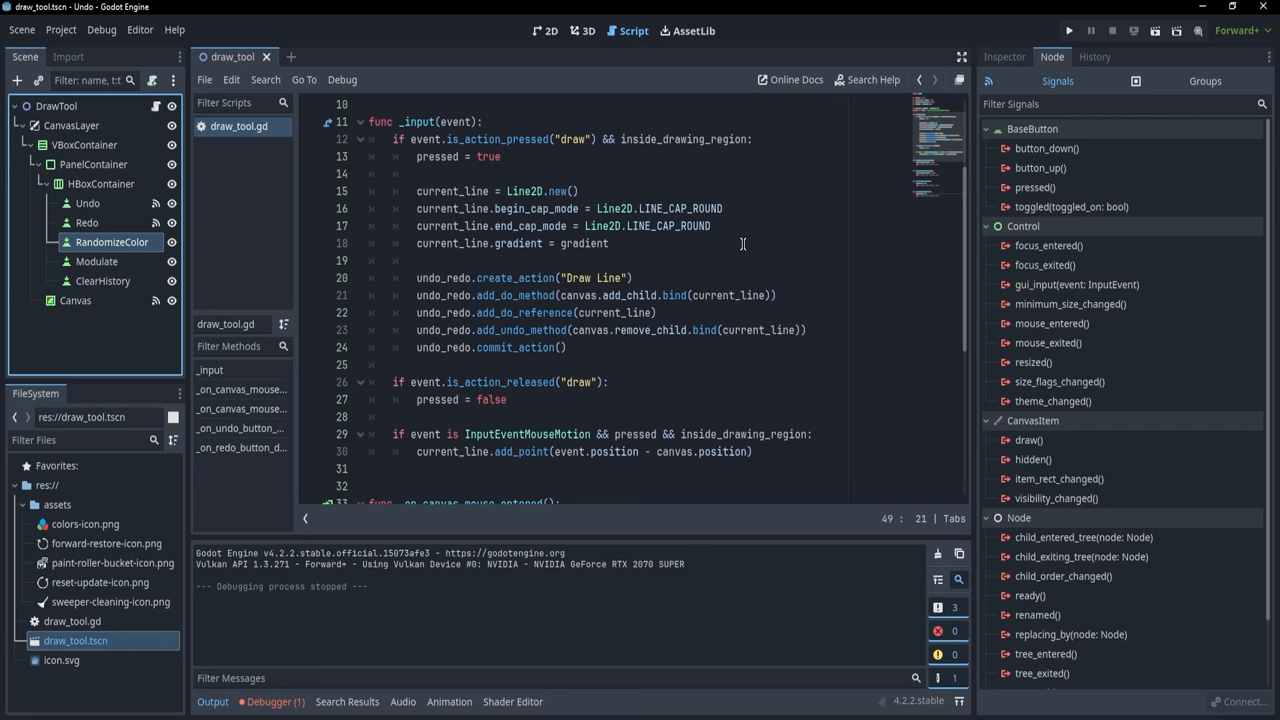 draw_tool.tscn - Undo - Godot Engine
Scene Project Debug Editor Help
2D 3D Script AssetLib
Forward+
Scene Import
Filter: name, t:t
DrawTool
CanvasLayer
VBoxContainer
PanelContainer
HBoxContainer
Undo
Redo
RandomizeColor
Modulate
ClearHistory
Canvas
FileSystem
res://draw_tool.tscn
Filter Files
Favorites:
res://
assets
colors-icon.png
forward-restore-icon.png
paint-roller-bucket-icon.png
reset-update-icon.png
sweeper-cleaning-icon.png
draw_tool.gd
draw_tool.tscn
icon.svg
draw_tool
File Edit Search Go To Debug
Online Docs Search Help
Filter Scripts
draw_tool.gd
draw_tool.gd
Filter Methods
_input
_on_canvas_mouse...
_on_canvas_mouse...
_on_undo_button_...
_on_redo_button_d...
10
11 func _input(event):
12 if event.is_action_pressed("draw") && inside_drawing_region:
13 pressed = true
14
15 current_line = Line2D.new()
16 current_line.begin_cap_mode = Line2D.LINE_CAP_ROUND
17 current_line.end_cap_mode = Line2D.LINE_CAP_ROUND
18 current_line.gradient = gradient
19
20 undo_redo.create_action("Draw Line")
21 undo_redo.add_do_method(canvas.add_child.bind(current_line))
22 undo_redo.add_do_reference(current_line)
23 undo_redo.add_undo_method(canvas.remove_child.bind(current_line))
24 undo_redo.commit_action()
25
26 if event.is_action_released("draw"):
27 pressed = false
28
29 if event is InputEventMouseMotion && pressed && inside_drawing_region:
30 current_line.add_point(event.position - canvas.position)
31
32
33 func _on_canvas_mouse_entered():
49 : 21 | Tabs
Godot Engine v4.2.2.stable.official.15073afe3 - https://godotengine.org
Vulkan API 1.3.271 - Forward+ - Using Vulkan Device #0: NVIDIA - NVIDIA GeForce RTX 2070 SUPER
--- Debugging process stopped ---
3
0
0
1
Filter Messages
Output Debugger (1) Search Results Audio Animation Shader Editor
4.2.2.stable
Inspector Node History
Signals Groups
Filter Signals
BaseButton
button_down()
button_up()
pressed()
toggled(toggled_on: bool)
Control
focus_entered()
focus_exited()
gui_input(event: InputEvent)
minimum_size_changed()
mouse_entered()
mouse_exited()
resized()
size_flags_changed()
theme_changed()
CanvasItem
draw()
hidden()
item_rect_changed()
visibility_changed()
Node
child_entered_tree(node: Node)
child_exiting_tree(node: Node)
child_order_changed()
ready()
renamed()
replacing_by(node: Node)
tree_entered()
tree_exited()
Connect...